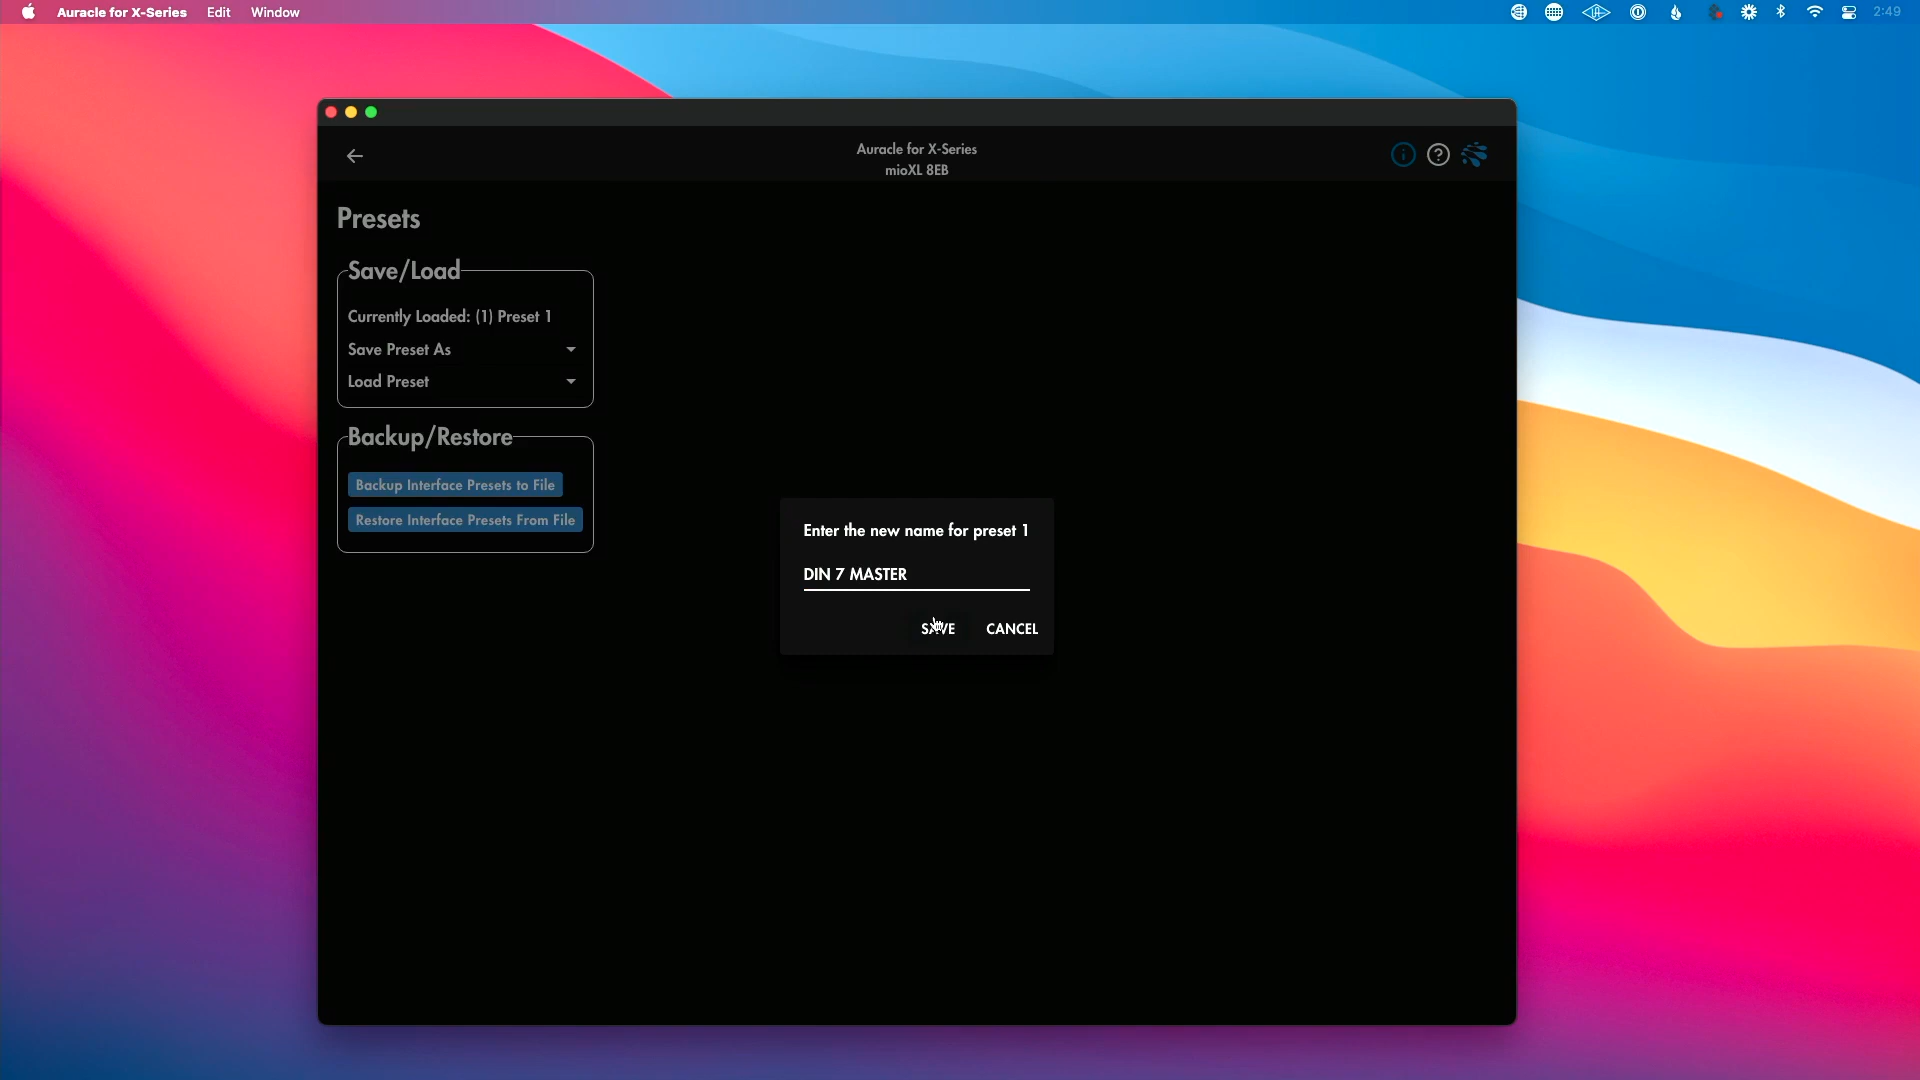 Auracle for X-Series Edit Window 2:49
Auracle for X-Series
mioXL 8EB
Presets
Save/Load
Currently Loaded: (1) Preset 1
Save Preset As
Load Preset
Backup/Restore
Backup Interface Presets to File
Restore Interface Presets From File
Enter the new name for preset 1
DIN 7 MASTER
SAVE CANCEL